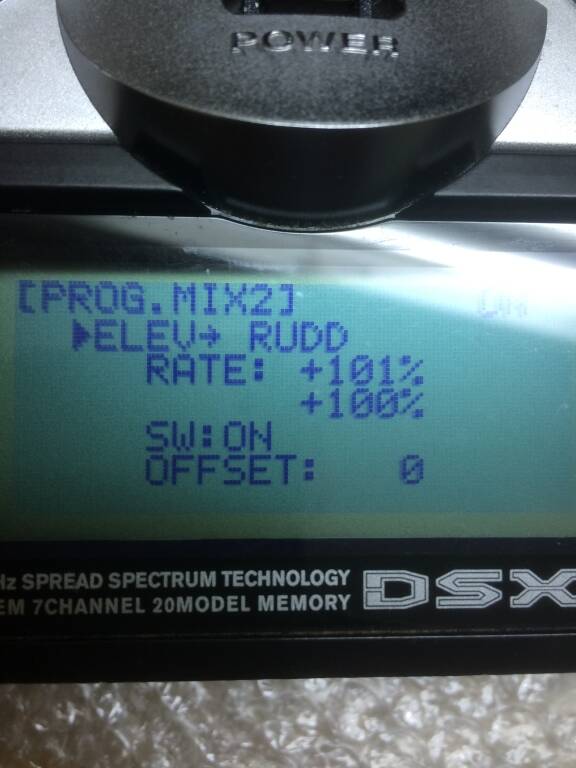 POWER
[PROG.MIX2]
▶ELEV→ RUDD
RATE: +101%
+100%
SW:ON
OFFSET: 0
Hz SPREAD SPECTRUM TECHNOLOGY
EM 7CHANNEL 20MODEL MEMORY
DSX